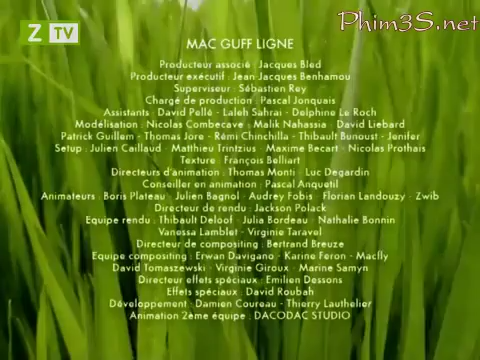 Z TV
Phim3S.net
MAC GUFF LIGNE
Producteur associé : Jacques Bled
Producteur exécutif : Jean-Jacques Benhamou
Superviseur : Sébastien Rey
Chargé de production : Pascal Jonquais
Assistants : David Pellé - Laleh Sahrai - Delphine Le Roch
Modélisation : Nicolas Combecave - Malik Nahassia - David Liebard
Patrick Guillem - Thomas Jore - Rémi Chinchilla - Thibault Bunoust - Jenifer
Setup : Julien Caillaud - Matthieu Trintzius - Maxime Becart - Nicolas Prothais
Texture : François Belliart
Directeurs d'animation : Thomas Monti - Luc Degardin
Conseiller en animation : Pascal Anquetil
Animateurs : Boris Plateau - Julien Bagnol - Audrey Fobis - Florian Landouzy - Zwib
Directeur de rendu : Jackson Polack
Equipe rendu : Thibault Deloof - Julia Bordeau - Nathalie Bonnin
Vanessa Lamblet - Virginie Taravel
Directeur de compositing : Bertrand Breuze
Equipe compositing : Erwan Davigano - Karine Feron - Macfly
David Tomaszewski - Virginie Giroux - Marine Samyn
Directeur effets spéciaux : Emilien Dessons
Effets spéciaux : David Roubah
Développement : Damien Coureau - Thierry Lauthelier
Animation 2ème équipe : DACODAC STUDIO